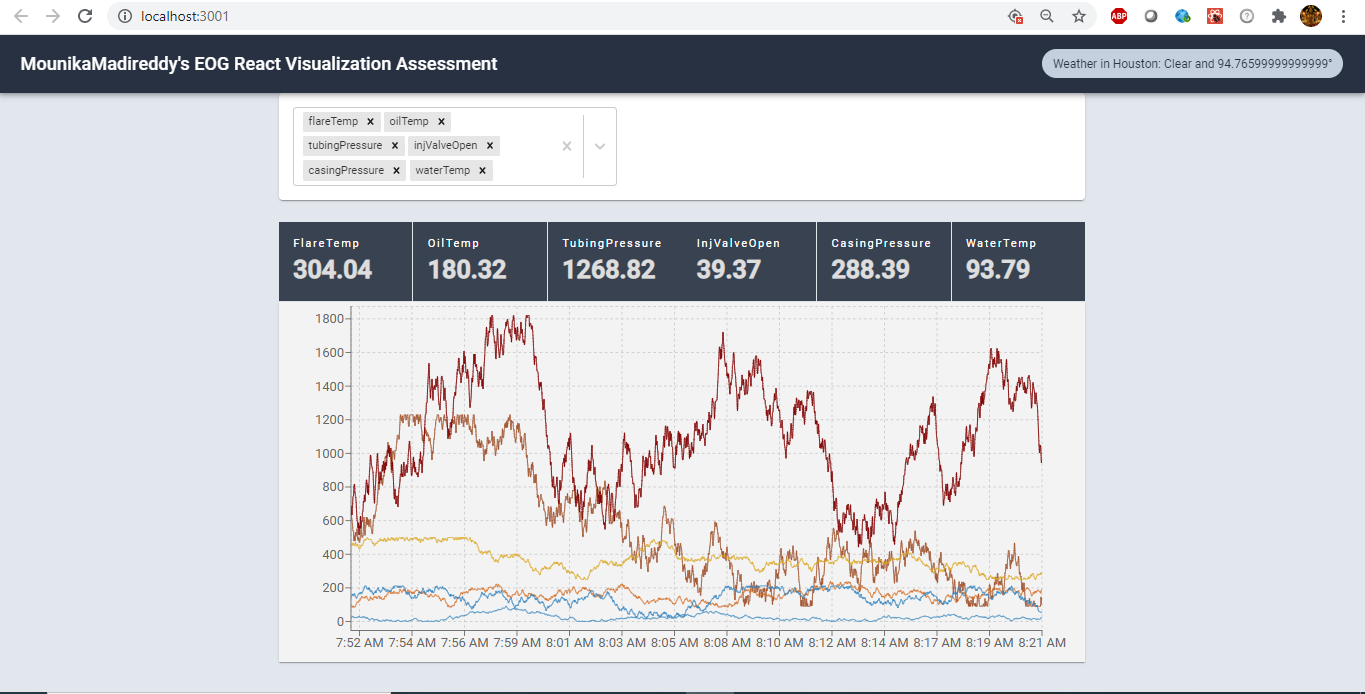 localhost:3001
ABP
MounikaMadireddy's EOG React Visualization Assessment
Weather in Houston: Clear and 94.76599999999999°
flareTemp × oilTemp ×
tubingPressure × injValveOpen ×
casingPressure × waterTemp ×
FlareTemp OilTemp TubingPressure InjValveOpen CasingPressure WaterTemp
304.04 180.32 1268.82 39.37 288.39 93.79
1800
1600
1400
1200
1000
800
600
400
200
0
7:52 AM 7:54 AM 7:56 AM 7:59 AM 8:01 AM 8:03 AM 8:05 AM 8:08 AM 8:10 AM 8:12 AM 8:14 AM 8:17 AM 8:19 AM 8:21 AM